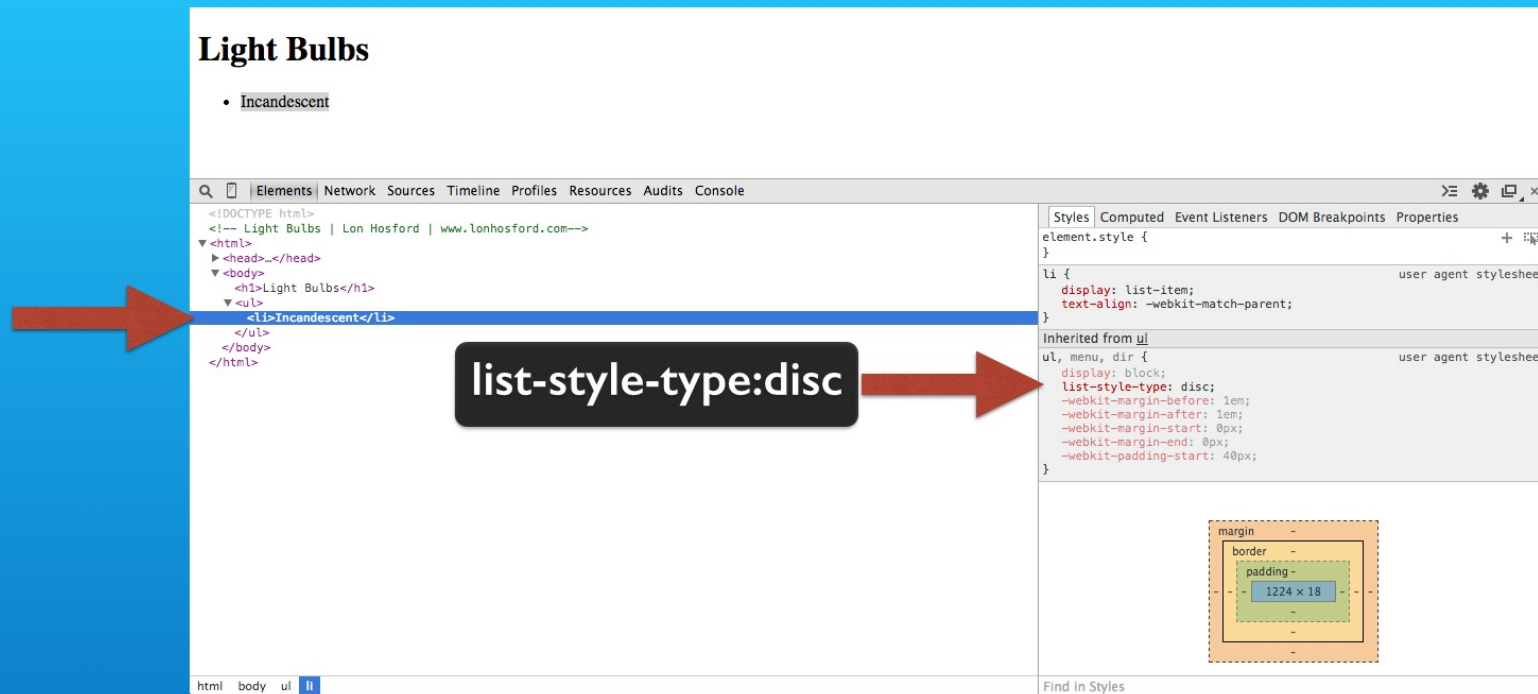 Light Bulbs
• Incandescent
Elements Network Sources Timeline Profiles Resources Audits Console
<!DOCTYPE html>
<!-- Light Bulbs | Lon Hosford | www.lonhosford.com-->
▼<html>
▶<head>…</head>
▼<body>
<h1>Light Bulbs</h1>
▼<ul>
<li>Incandescent</li>
</ul>
</body>
</html>
list-style-type:disc
Styles Computed Event Listeners DOM Breakpoints Properties
element.style {
}
li { user agent styleshee
display: list-item;
text-align: -webkit-match-parent;
}
Inherited from ul
ul, menu, dir { user agent styleshee
display: block;
list-style-type: disc;
-webkit-margin-before: 1em;
-webkit-margin-after: 1em;
-webkit-margin-start: 0px;
-webkit-margin-end: 0px;
-webkit-padding-start: 40px;
}
margin -
border -
padding -
- - - 1224 × 18 - - -
-
-
-
html body ul li
Find in Styles